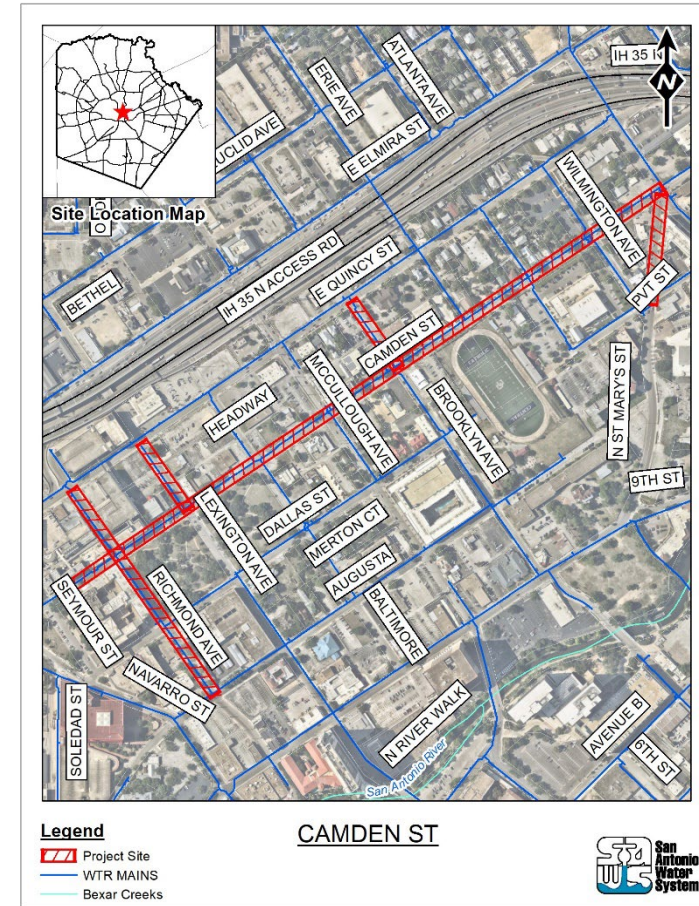 Site Location Map
ERIE AVE
ATLANTA AVE
IH 35 N
UCLID AVE
E ELMIRA ST
N
WILMINGTON AVE
BETHEL
IH 35 N ACCESS RD
E QUINCY ST
PVT ST
CAMDEN ST
HEADWAY
MCCULLOUGH AVE
BROOKLYN AVE
N ST MARY'S ST
9TH ST
DALLAS ST
LEXINGTON AVE
MERTON CT
AUGUSTA
RICHMOND AVE
SEYMOUR ST
BALTIMORE
NAVARRO ST
SOLEDAD ST
N RIVER WALK
AVENUE B
6TH ST
San Antonio River
Legend
Project Site
WTR MAINS
Bexar Creeks
CAMDEN ST
San
Antonio
Water
System